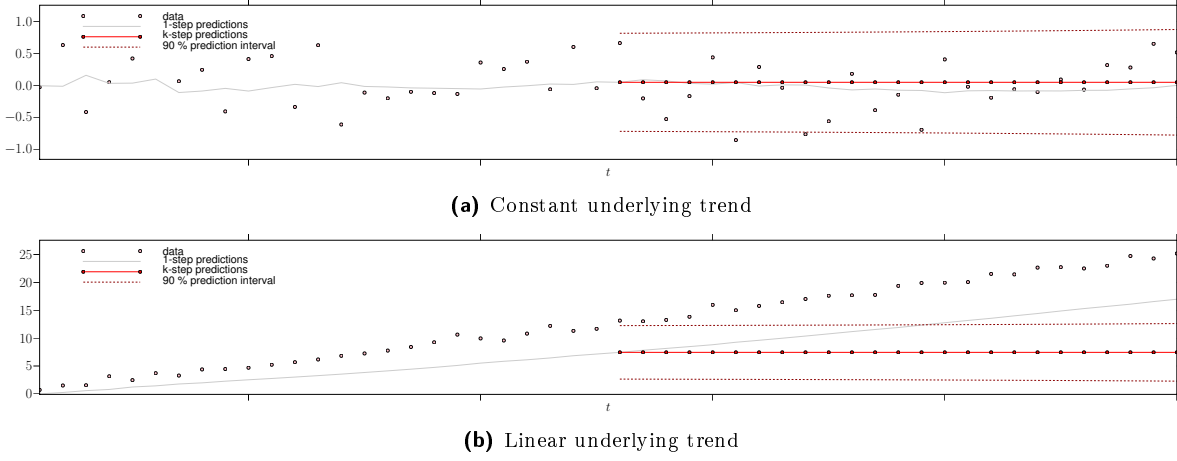 1.0
0.5
0.0
−0.5
−1.0
data
1-step predictions
k-step predictions
90 % prediction interval
t
(a) Constant underlying trend
25
20
15
10
5
0
data
1-step predictions
k-step predictions
90 % prediction interval
t
(b) Linear underlying trend